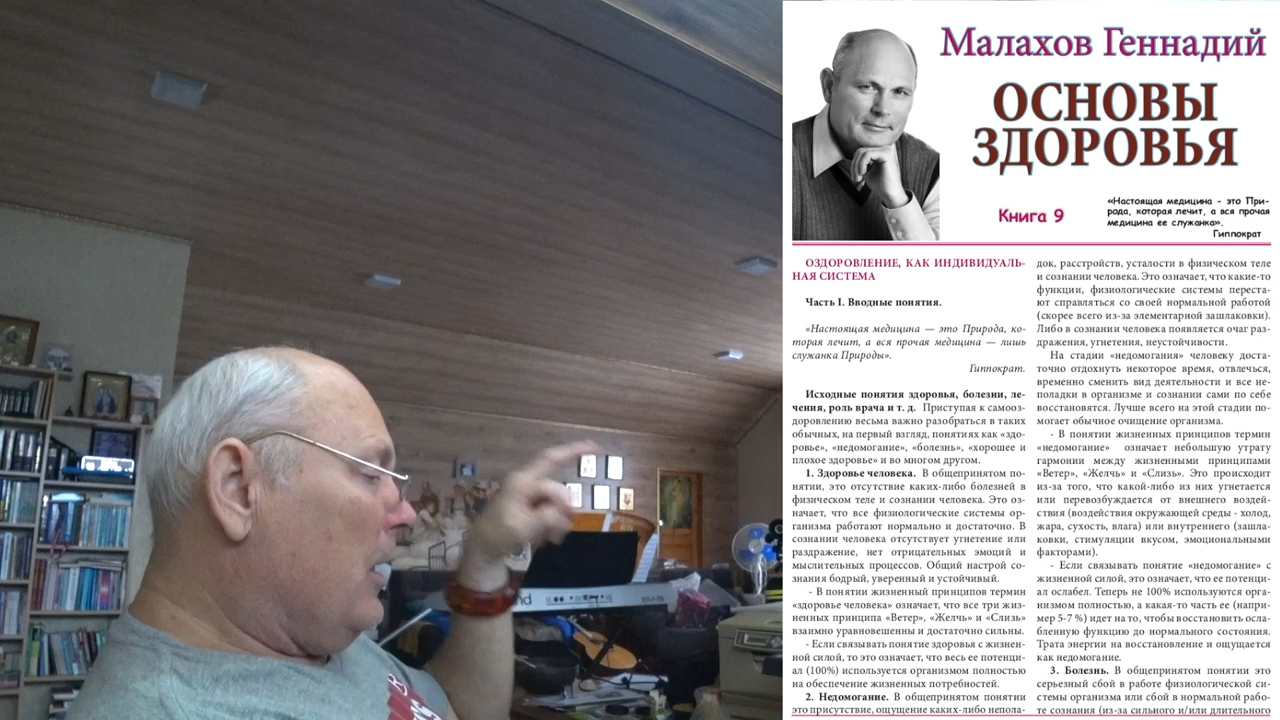 Малахов Геннадий
ОСНОВЫ
ЗДОРОВЬЯ
Книга 9
«Настоящая медицина - это При-
рода, которая лечит, а вся прочая
медицина ее служанка».
Гиппократ
ОЗДОРОВЛЕНИЕ, КАК ИНДИВИДУАЛЬ-
НАЯ СИСТЕМА
Часть I. Вводные понятия.
«Настоящая медицина — это Природа, ко-
торая лечит, а вся прочая медицина — лишь
служанка Природы».
Гиппократ.
Исходные понятия здоровья, болезни, ле-
чения, роль врача и т. д. Приступая к самооз-
доровлению весьма важно разобраться в таких
обычных, на первый взгляд, понятиях как «здо-
ровье», «недомогание», «болезнь», «хорошее и
плохое здоровье» и во многом другом.
1. Здоровье человека. В общепринятом по-
нятии, это отсутствие каких-либо болезней в
физическом теле и сознании человека. Это оз-
начает, что все физиологические системы ор-
ганизма работают нормально и достаточно. В
сознании человека отсутствует угнетение или
раздражение, нет отрицательных эмоций и
мыслительных процессов. Общий настрой со-
знания бодрый, уверенный и устойчивый.
- В понятии жизненный принципов термин
«здоровье человека» означает, что все три жиз-
ненных принципа «Ветер», «Желчь» и «Слизь»
взаимно уравновешенны и достаточно сильны.
- Если связывать понятие здоровья с жизнен-
ной силой, то это означает, что весь ее потенци-
ал (100%) используется организмом полностью
на обеспечение жизненных потребностей.
2. Недомогание. В общепринятом понятии
это присутствие, ощущение каких-либо непола-
док, расстройств, усталости в физическом теле
и сознании человека. Это означает, что какие-то
функции, физиологические системы переста-
ют справляться со своей нормальной работой
(скорее всего из-за элементарной зашлаковки).
Либо в сознании человека появляется очаг раз-
дражения, угнетения, неустойчивости.
На стадии «недомогания» человеку доста-
точно отдохнуть некоторое время, отвлечься,
временно сменить вид деятельности и все не-
поладки в организме и сознании сами по себе
восстановятся. Лучше всего на этой стадии по-
могает обычное очищение организма.
- В понятии жизненных принципов термин
«недомогание» означает небольшую утрату
гармонии между жизненными принципами
«Ветер», «Желчь» и «Слизь». Это происходит
из-за того, что какой-либо из них угнетается
или перевозбуждается от внешнего воздей-
ствия (воздействия окружающей среды - холод,
жара, сухость, влага) или внутреннего (зашла-
ковки, стимуляции вкусом, эмоциональными
факторами).
- Если связывать понятие «недомогание» с
жизненной силой, это означает, что ее потенци-
ал ослабел. Теперь не 100% используются орга-
низмом полностью, а какая-то часть ее (напри-
мер 5-7 %) идет на то, чтобы восстановить осла-
бленную функцию до нормального состояния.
Трата энергии на восстановление и ощущается
как недомогание.
3. Болезнь. В общепринятом понятии это
серьезный сбой в работе физиологической си-
стемы организма или сбой в нормальной рабо-
те сознания (из-за сильного и/или длительного